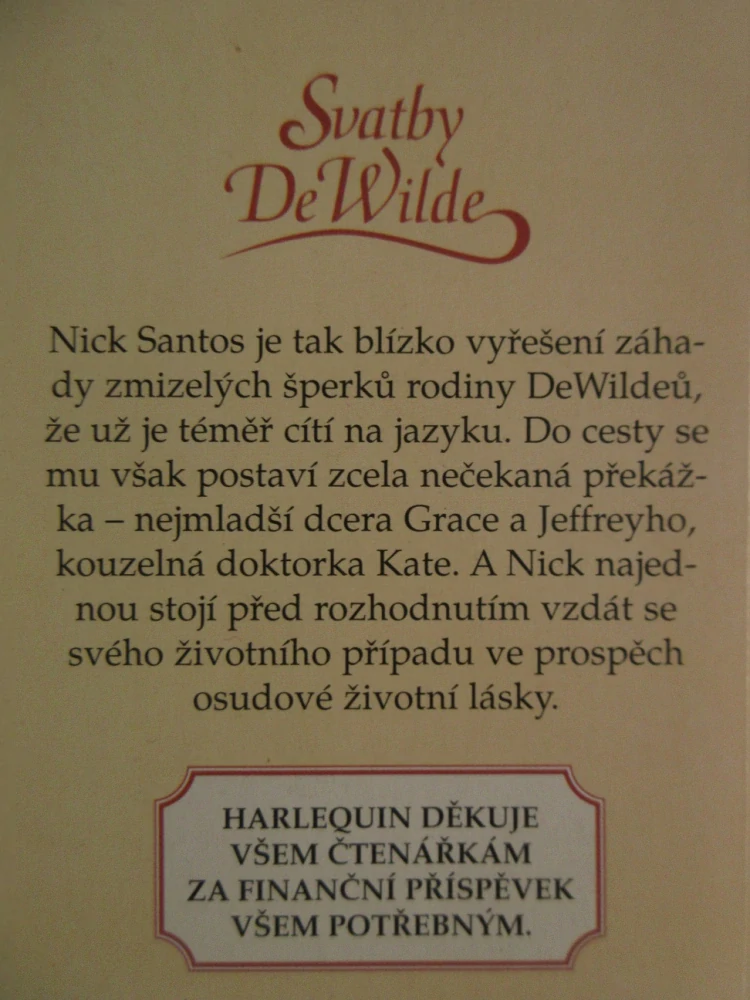 Svatby
DeWilde
Nick Santos je tak blízko vyřešení záha-
dy zmizelých šperků rodiny DeWildeů,
že už je téměř cítí na jazyku. Do cesty se
mu však postaví zcela nečekaná překáž-
ka – nejmladší dcera Grace a Jeffreyho,
kouzelná doktorka Kate. A Nick najed-
nou stojí před rozhodnutím vzdát se
svého životního případu ve prospěch
osudové životní lásky.
HARLEQUIN DĚKUJE
VŠEM ČTENÁŘKÁM
ZA FINANČNÍ PŘÍSPĚVEK
VŠEM POTŘEBNÝM.